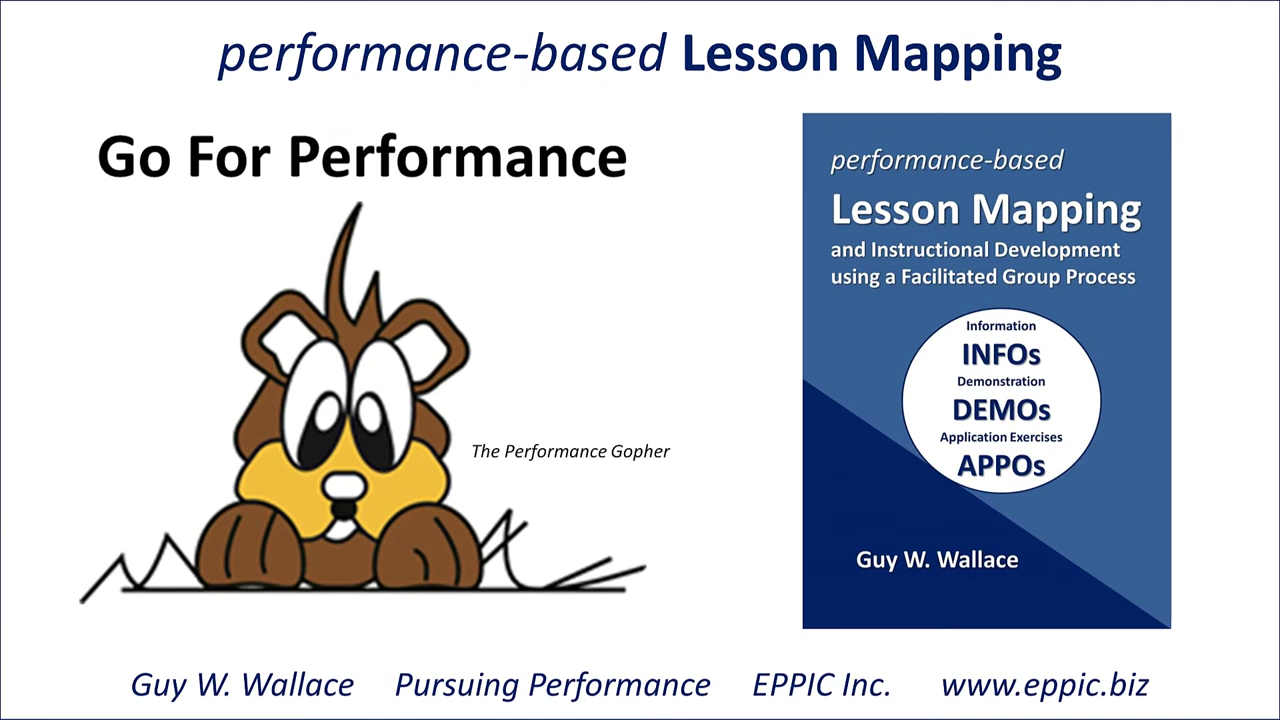 performance-based Lesson Mapping
Go For Performance
The Performance Gopher
performance-based
Lesson Mapping
and Instructional Development
using a Facilitated Group Process
Information
INFOs
Demonstration
DEMOs
Application Exercises
APPOs
Guy W. Wallace
Guy W. Wallace Pursuing Performance EPPIC Inc. www.eppic.biz